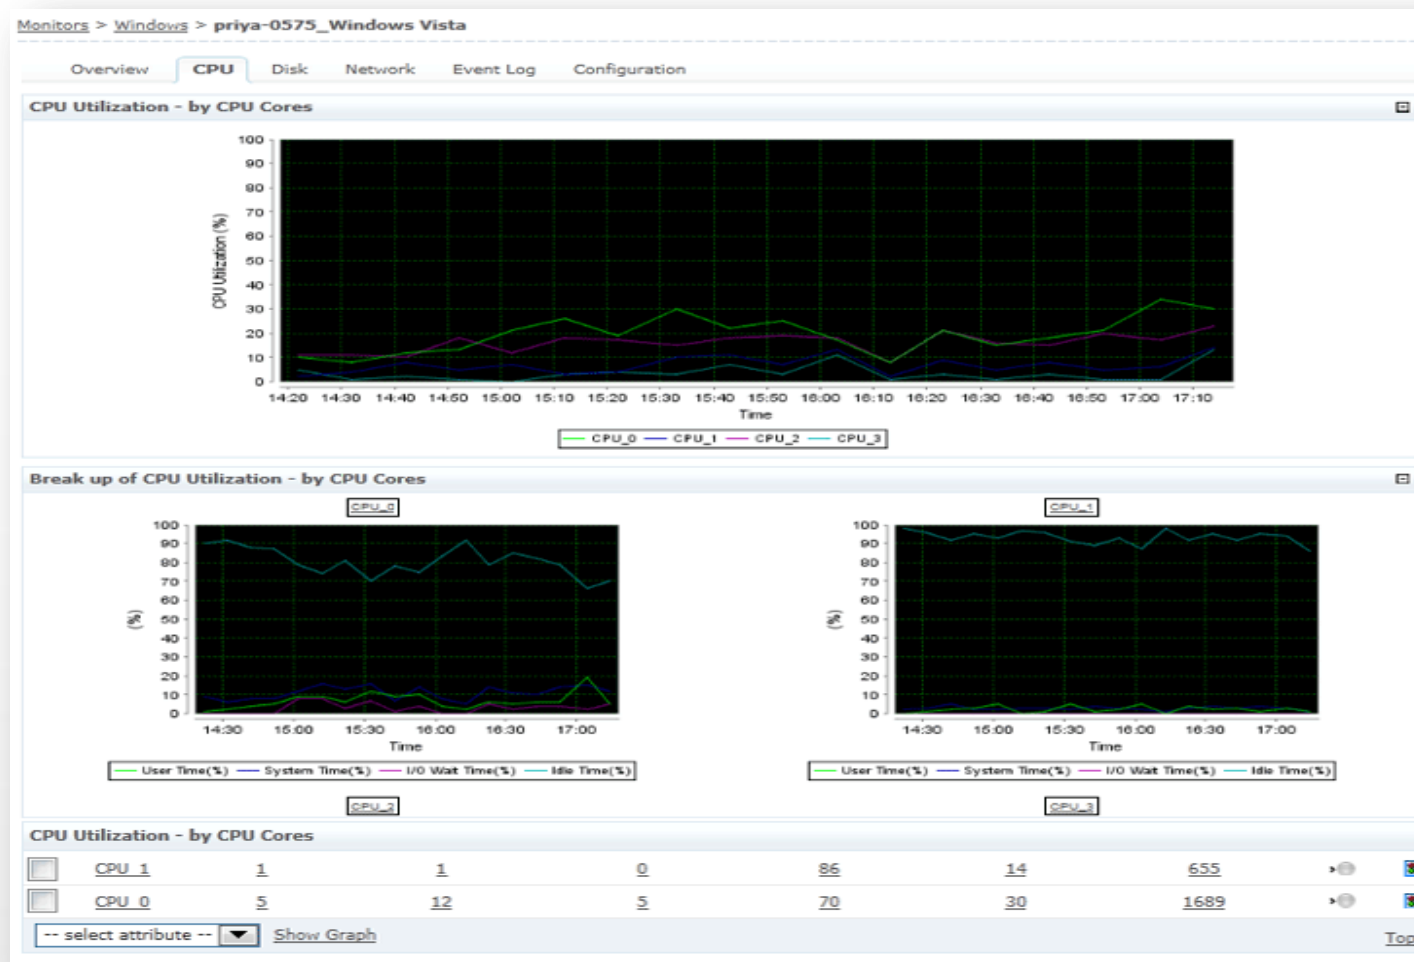 Monitors > Windows > priya-0575_Windows Vista
Overview CPU Disk Network Event Log Configuration
CPU Utilization - by CPU Cores
100
90
80
70
60
50
40
30
20
10
0
CPU Utilization (%)
14:20 14:30 14:40 14:50 15:00 15:10 15:20 15:30 15:40 15:50 16:00 16:10 16:20 16:30 16:40 16:50 17:00 17:10
Time
CPU_0 CPU_1 CPU_2 CPU_3
Break up of CPU Utilization - by CPU Cores
CPU_0
100
90
80
70
60
50
40
30
20
10
0
(%)
14:30 15:00 15:30 16:00 16:30 17:00
Time
User Time(%) System Time(%) I/O Wait Time(%) Idle Time(%)
CPU_1
100
90
80
70
60
50
40
30
20
10
0
(%)
14:30 15:00 15:30 16:00 16:30 17:00
Time
User Time(%) System Time(%) I/O Wait Time(%) Idle Time(%)
CPU_2 CPU_3
CPU Utilization - by CPU Cores
CPU_1 1 1 0 86 14 655
CPU_0 5 12 5 70 30 1689
-- select attribute -- Show Graph
Top